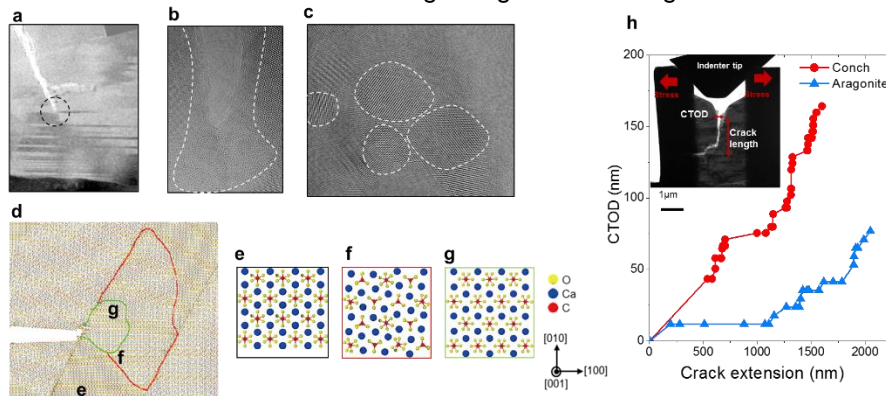 a
b
c
h
200
150
100
50
0
CTOD (nm)
Indenter tip
Stress
Stress
CTOD
Crack
length
1µm
Conch
Aragonite
0
500
1000
1500
2000
Crack extension (nm)
d
g
f
e
e
f
g
O
Ca
C
[010]
[001]
[100]